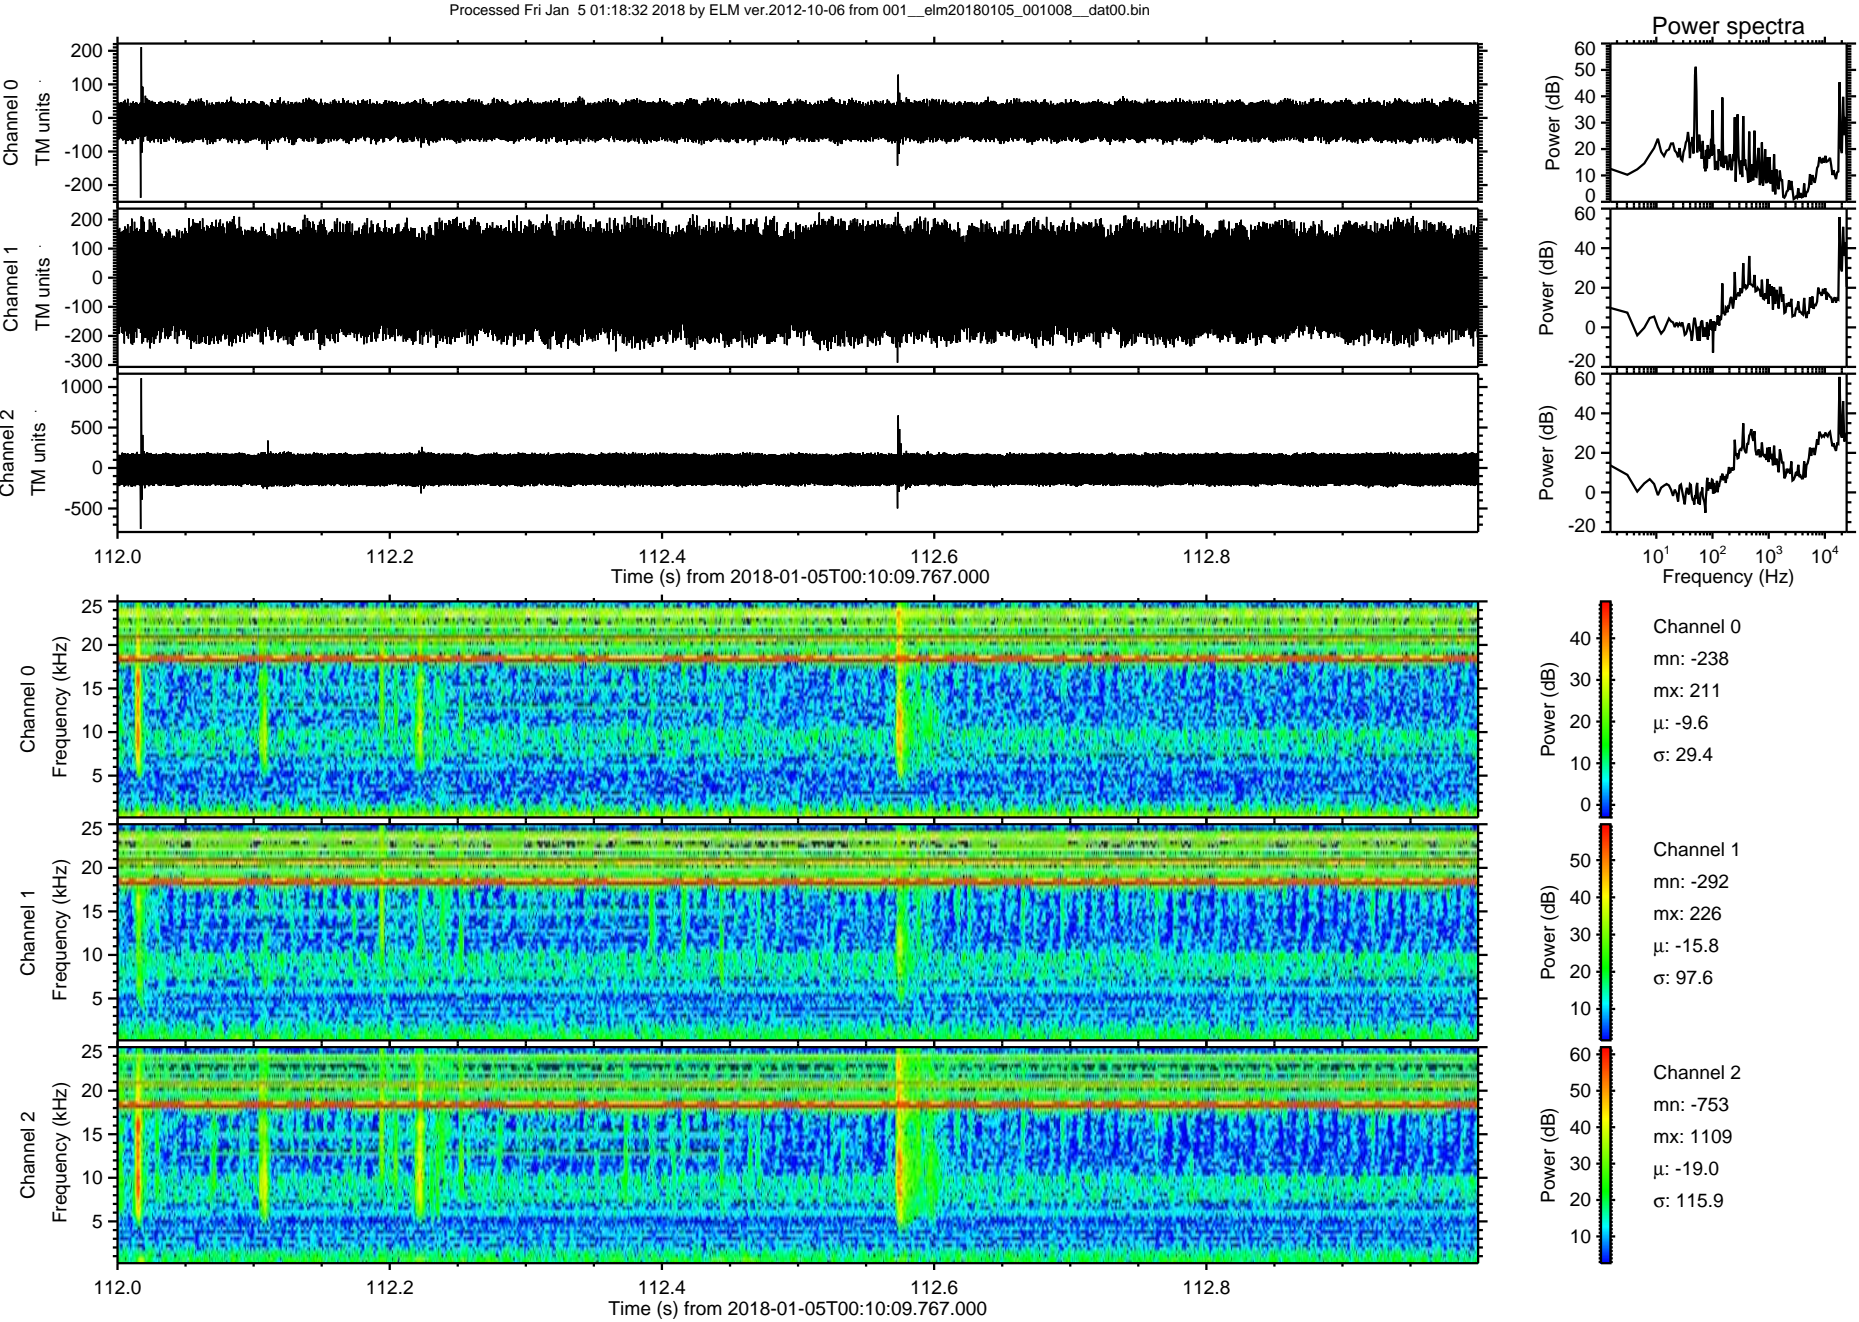 Processed Fri Jan  5 01:18:32 2018 by ELM ver.2012-10-06 from 001__elm20180105_001008__dat00.bin
Power spectra
Channel 0
TM units
200
100
0
-100
-200
Power (dB)
60
50
40
30
20
10
0
Channel 1
TM units
200
100
0
-100
-200
-300
Power (dB)
60
40
20
0
-20
Channel 2
TM units
1000
500
0
-500
Power (dB)
60
40
20
0
-20
112.0 112.2 112.4 112.6 112.8
Time (s) from 2018-01-05T00:10:09.767.000
10¹ 10² 10³ 10⁴
Frequency (Hz)
Channel 0
Frequency (kHz)
25
20
15
10
5
Power (dB)
40
30
20
10
0
Channel 0
mn: -238
mx: 211
µ: -9.6
σ: 29.4
Channel 1
Frequency (kHz)
25
20
15
10
5
Power (dB)
50
40
30
20
10
Channel 1
mn: -292
mx: 226
µ: -15.8
σ: 97.6
Channel 2
Frequency (kHz)
25
20
15
10
5
Power (dB)
60
50
40
30
20
10
Channel 2
mn: -753
mx: 1109
µ: -19.0
σ: 115.9
112.0 112.2 112.4 112.6 112.8
Time (s) from 2018-01-05T00:10:09.767.000